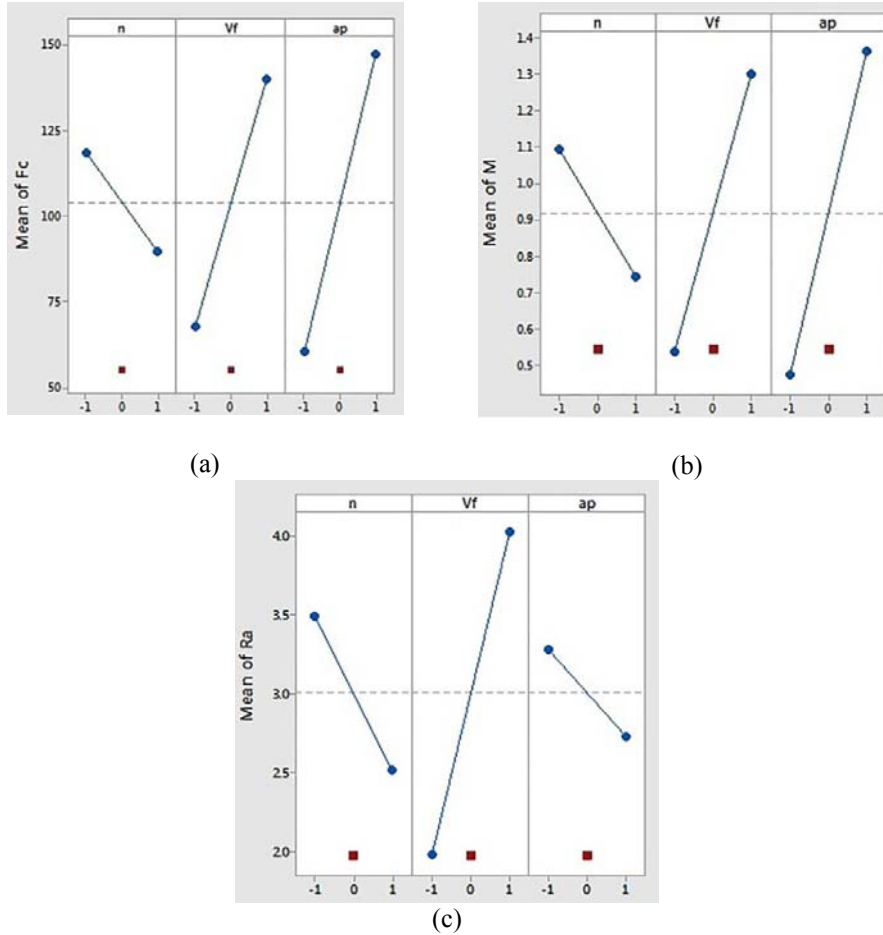 n Vf ap
150
125
100
75
50
Mean of Fc
-1 0 1 -1 0 1 -1 0 1
(a)
n Vf ap
1.4
1.3
1.2
1.1
1.0
0.9
0.8
0.7
0.6
0.5
Mean of M
-1 0 1 -1 0 1 -1 0 1
(b)
n Vf ap
4.0
3.5
3.0
2.5
2.0
Mean of Ra
-1 0 1 -1 0 1 -1 0 1
(c)